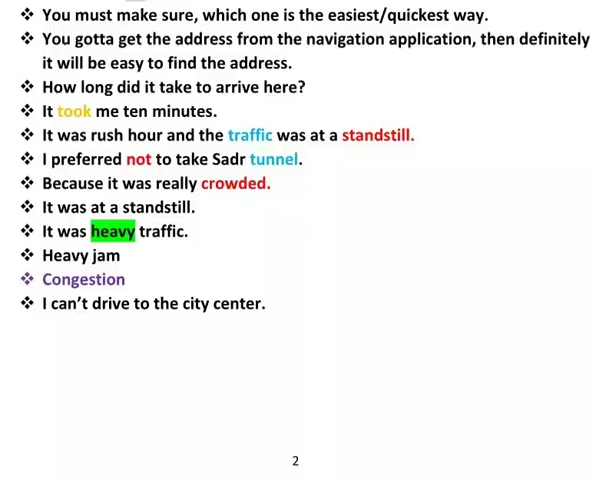 ❖ You must make sure, which one is the easiest/quickest way.
❖ You gotta get the address from the navigation application, then definitely
it will be easy to find the address.
❖ How long did it take to arrive here?
❖ It took me ten minutes.
❖ It was rush hour and the traffic was at a standstill.
❖ I preferred not to take Sadr tunnel.
❖ Because it was really crowded.
❖ It was at a standstill.
❖ It was heavy traffic.
❖ Heavy jam
❖ Congestion
❖ I can’t drive to the city center.
2